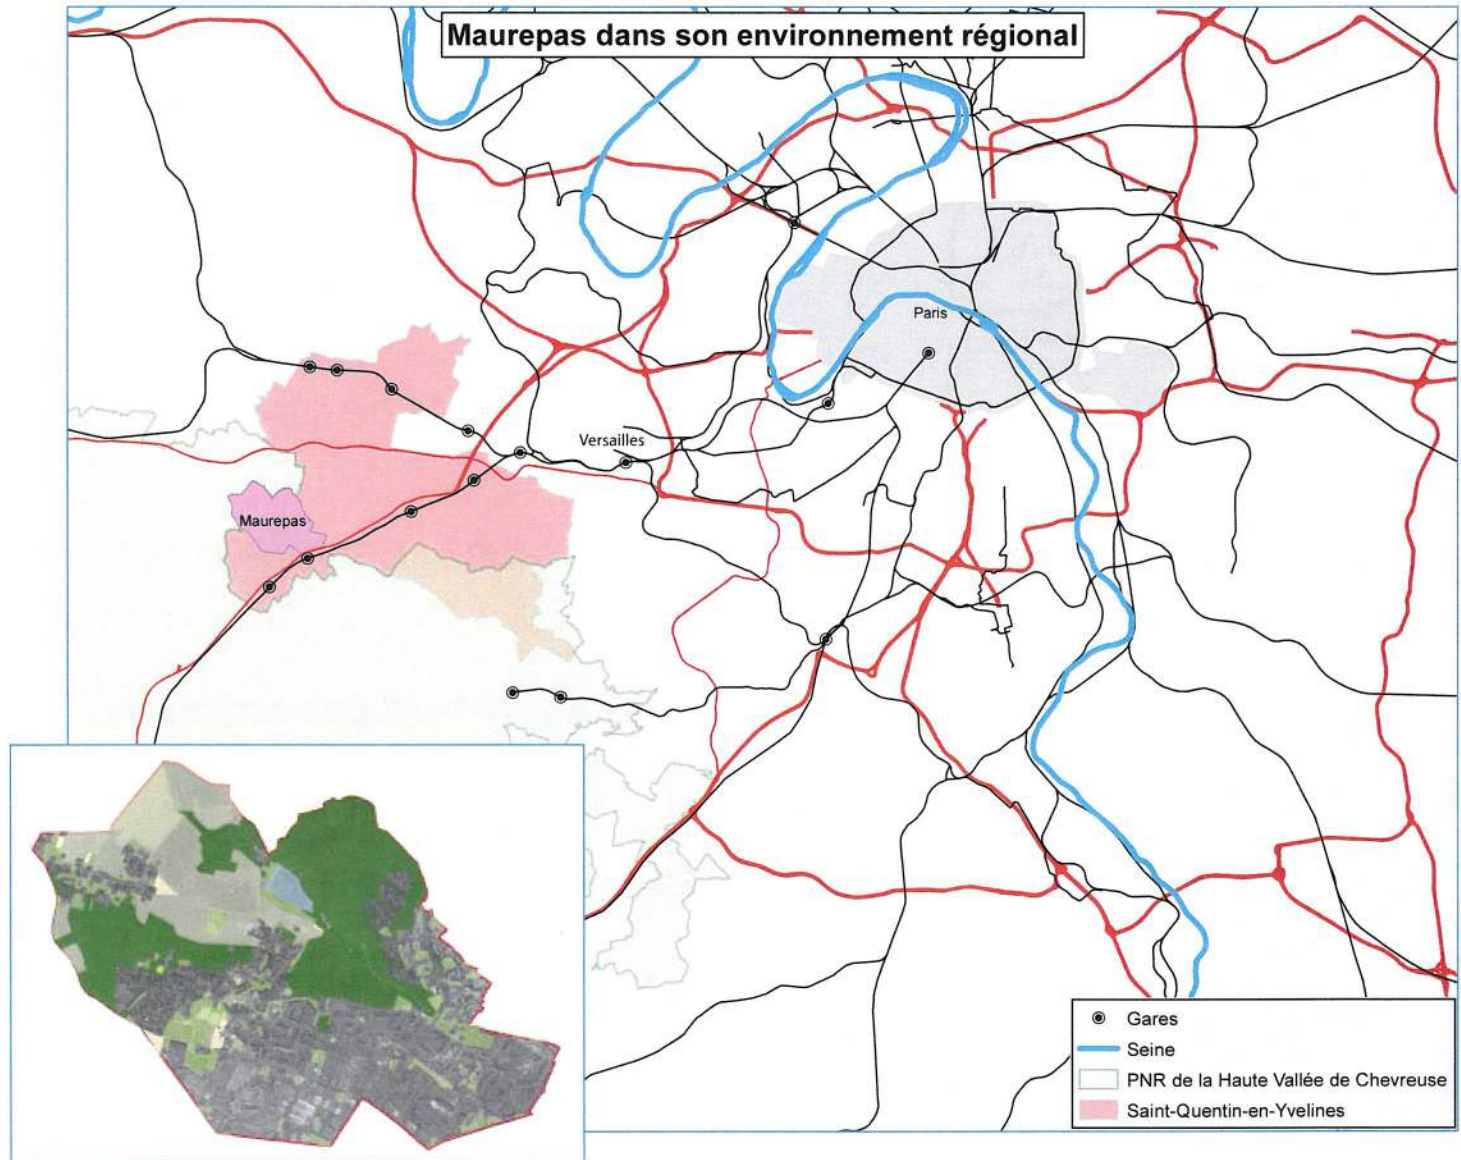 Maurepas dans son environnement régional
Paris
Versailles
Maurepas
Gares
Seine
PNR de la Haute Vallée de Chevreuse
Saint-Quentin-en-Yvelines